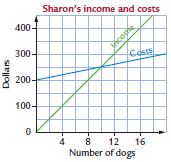 Sharon's income and costs
400
300
200
100
0
Dollars
Income
Costs
4 8 12 16
Number of dogs